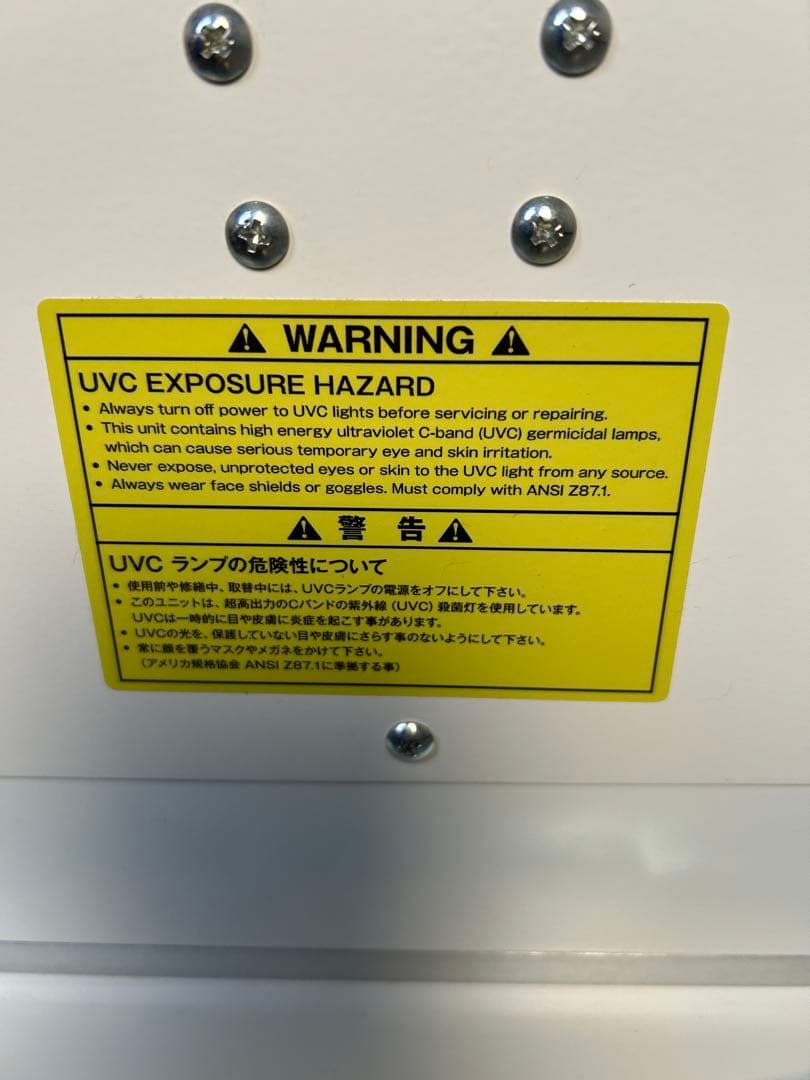 ⚠ WARNING ⚠
UVC EXPOSURE HAZARD
• Always turn off power to UVC lights before servicing or repairing.
• This unit contains high energy ultraviolet C-band (UVC) germicidal lamps,
which can cause serious temporary eye and skin irritation.
• Never expose, unprotected eyes or skin to the UVC light from any source.
• Always wear face shields or goggles. Must comply with ANSI Z87.1.
⚠ 警 告 ⚠
UVC ランプの危険性について
• 使用前や修繕中、取替中には、UVCランプの電源をオフにして下さい。
• このユニットは、超高出力のCバンドの紫外線（UVC）殺菌灯を使用しています。
UVCは一時的に目や皮膚に炎症を起こす事があります。
• UVCの光を、保護していない目や皮膚にさらす事のないようにして下さい。
• 常に顔を覆うマスクやメガネをかけて下さい。
（アメリカ規格協会 ANSI Z87.1に準拠する事）